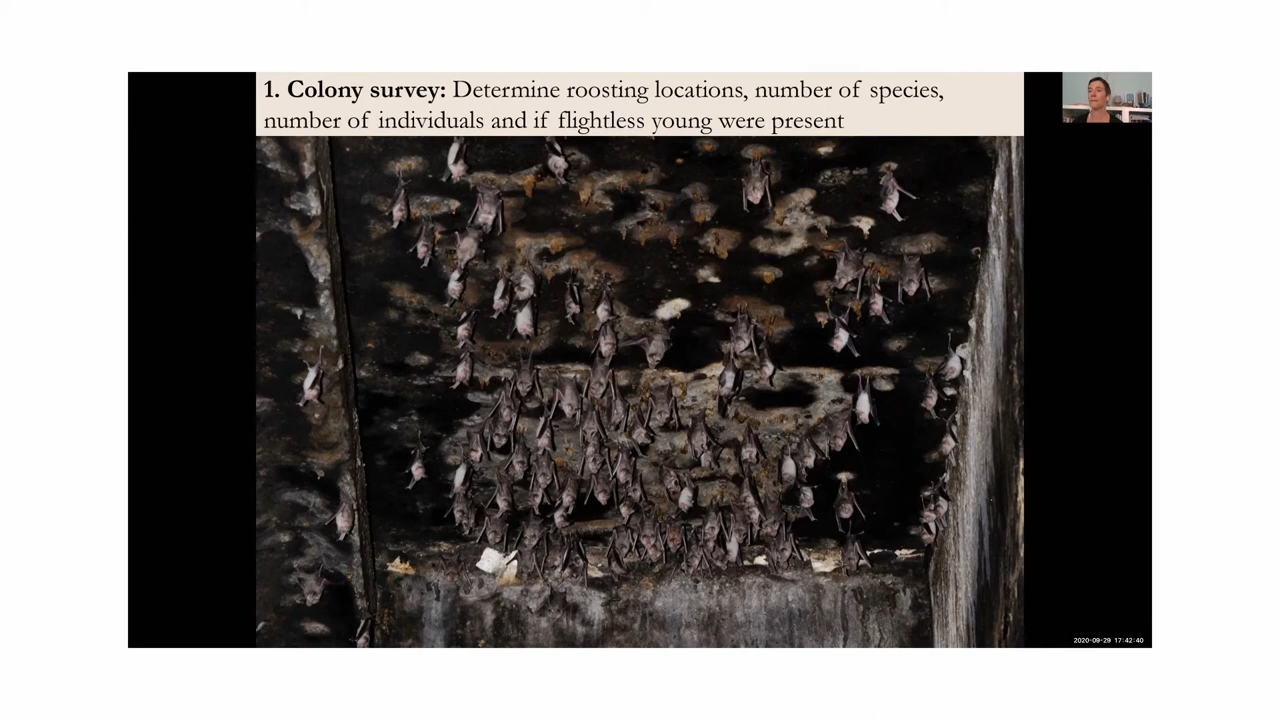 1. Colony survey: Determine roosting locations, number of species,
number of individuals and if flightless young were present
2020-09-29 17:42:40